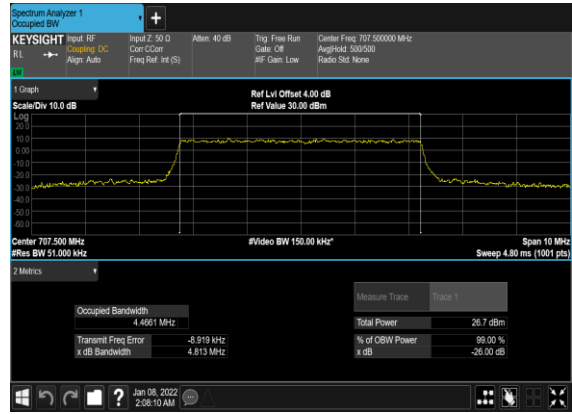 Spectrum Analyzer 1
Occupied BW
KEYSIGHT Input: RF Input Z: 50 Ω Atten: 40 dB Trig: Free Run Center Freq: 707.500000 MHz
RL Coupling: DC Corr CCorr Gate: Off Avg|Hold: 500/500
Align: Auto Freq Ref: Int (S) #IF Gain: Low Radio Std: None
LW
1 Graph
Ref Lvl Offset 4.00 dB
Scale/Div 10.0 dB Ref Value 30.00 dBm
Log
20.0
10.0
0.00
-10.0
-20.0
-30.0
-40.0
-50.0
-60.0
Center 707.500 MHz #Video BW 150.00 kHz* Span 10 MHz
#Res BW 51.000 kHz Sweep 4.80 ms (1001 pts)
2 Metrics
Measure Trace Trace 1
Occupied Bandwidth
4.4661 MHz Total Power 26.7 dBm
Transmit Freq Error -8.919 kHz % of OBW Power 99.00 %
x dB Bandwidth 4.813 MHz x dB -26.00 dB
? Jan 08, 2022
2:08:10 AM